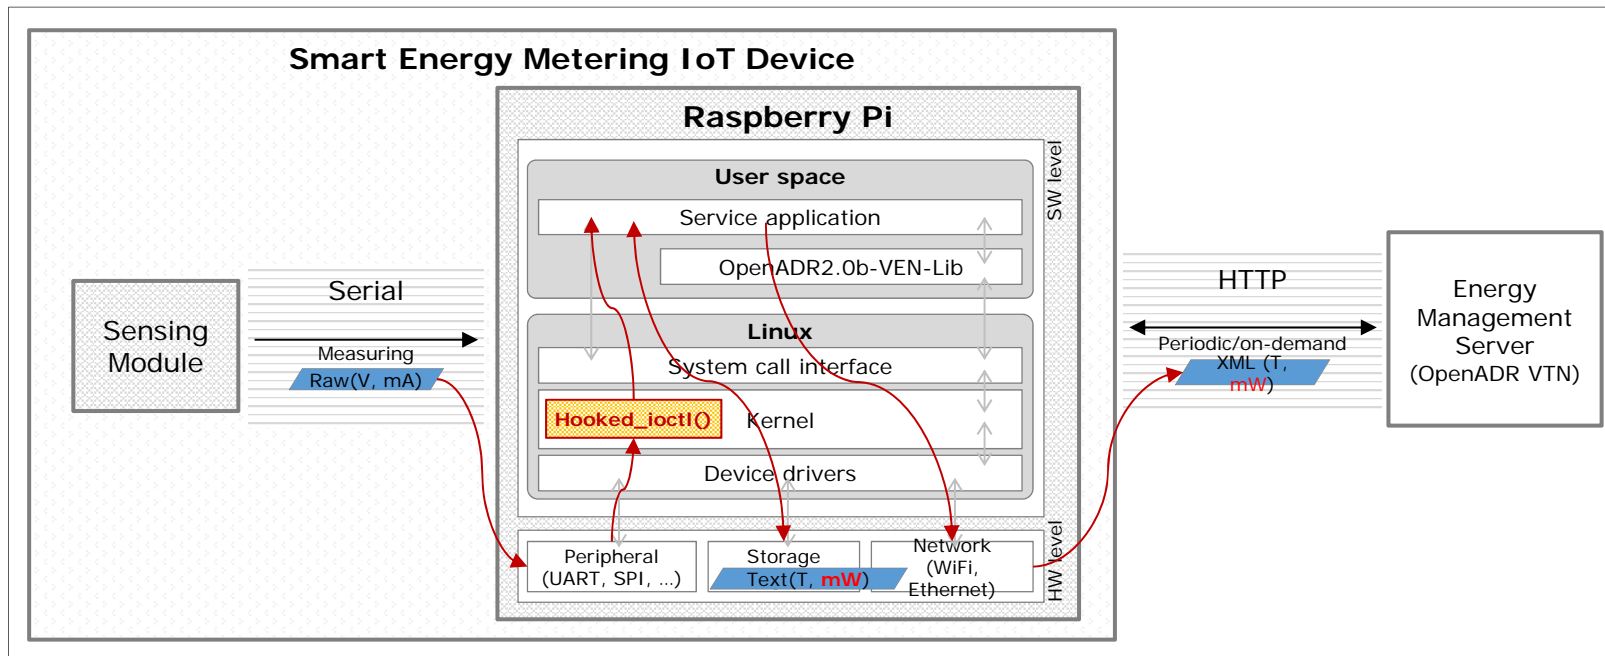 Smart Energy Metering IoT Device
Raspberry Pi
SW level
User space
Service application
OpenADR2.0b-VEN-Lib
Linux
System call interface
Hooked_ioctl()
Kernel
Device drivers
HW level
Peripheral
(UART, SPI, ...)
Storage
Text(T, mW)
Network
(WiFi,
Ethernet)
Sensing
Module
Serial
Measuring
Raw(V, mA)
HTTP
Periodic/on-demand
XML (T,
mW)
Energy
Management
Server
(OpenADR VTN)